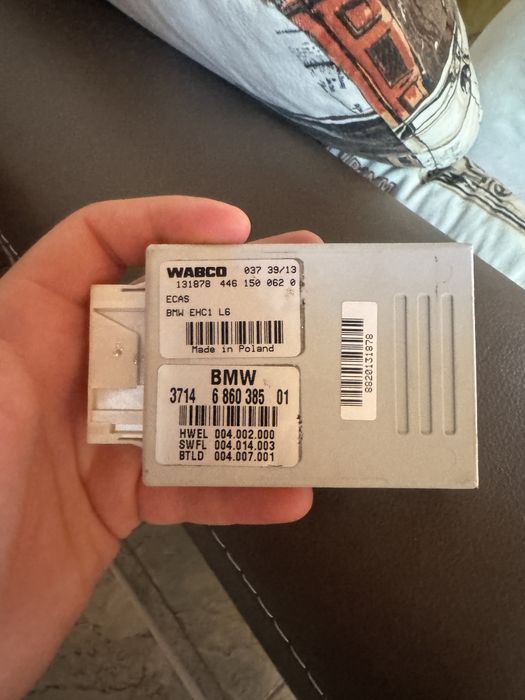 WABCO 037 39/13
131878 446 150 062 0
ECAS
BMW EHC1 L6
Made in Poland
BMW
3714 6 860 385 01
HWEL 004.002.000
SWFL 004.014.003
BTLD 004.007.001
8820131878